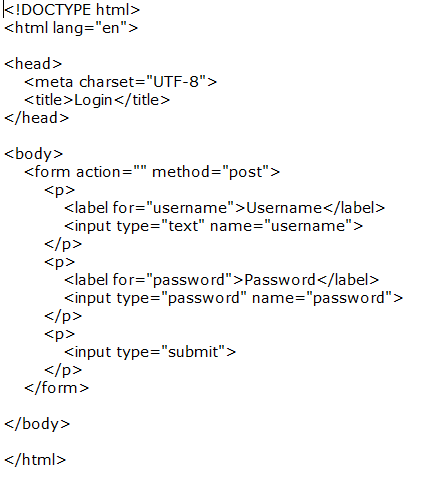 <!DOCTYPE html>
<html lang="en">

<head>
    <meta charset="UTF-8">
    <title>Login</title>
</head>

<body>
    <form action="" method="post">
        <p>
            <label for="username">Username</label>
            <input type="text" name="username">
        </p>
        <p>
            <label for="password">Password</label>
            <input type="password" name="password">
        </p>
        <p>
            <input type="submit">
        </p>
    </form>

</body>

</html>